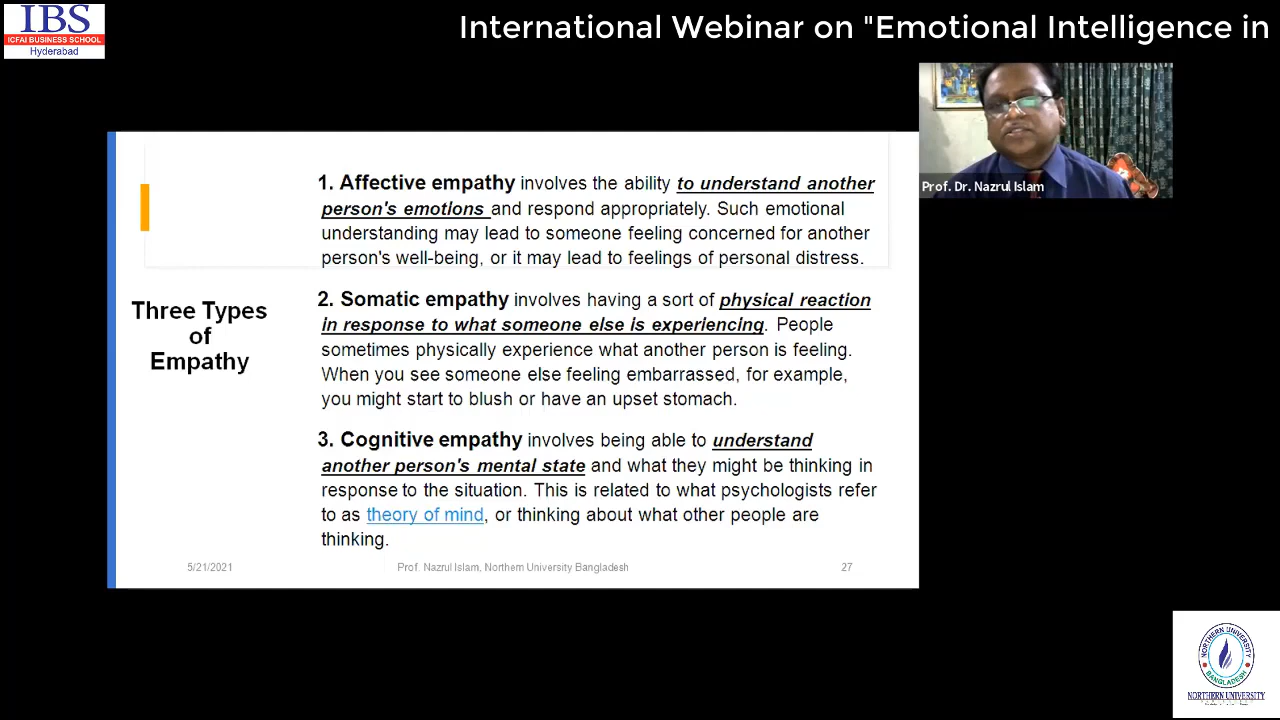 IBS
ICFAI BUSINESS SCHOOL
Hyderabad
International Webinar on "Emotional Intelligence in
Prof. Dr. Nazrul Islam
1. Affective empathy involves the ability to understand another
person's emotions and respond appropriately. Such emotional
understanding may lead to someone feeling concerned for another
person's well-being, or it may lead to feelings of personal distress.
Three Types
of
Empathy
2. Somatic empathy involves having a sort of physical reaction
in response to what someone else is experiencing. People
sometimes physically experience what another person is feeling.
When you see someone else feeling embarrassed, for example,
you might start to blush or have an upset stomach.
3. Cognitive empathy involves being able to understand
another person's mental state and what they might be thinking in
response to the situation. This is related to what psychologists refer
to as theory of mind, or thinking about what other people are
thinking.
5/21/2021
Prof. Nazrul Islam, Northern University Bangladesh
27
NORTHERN UNIVERSITY
BANGLADESH
NORTHERN UNIVERSITY